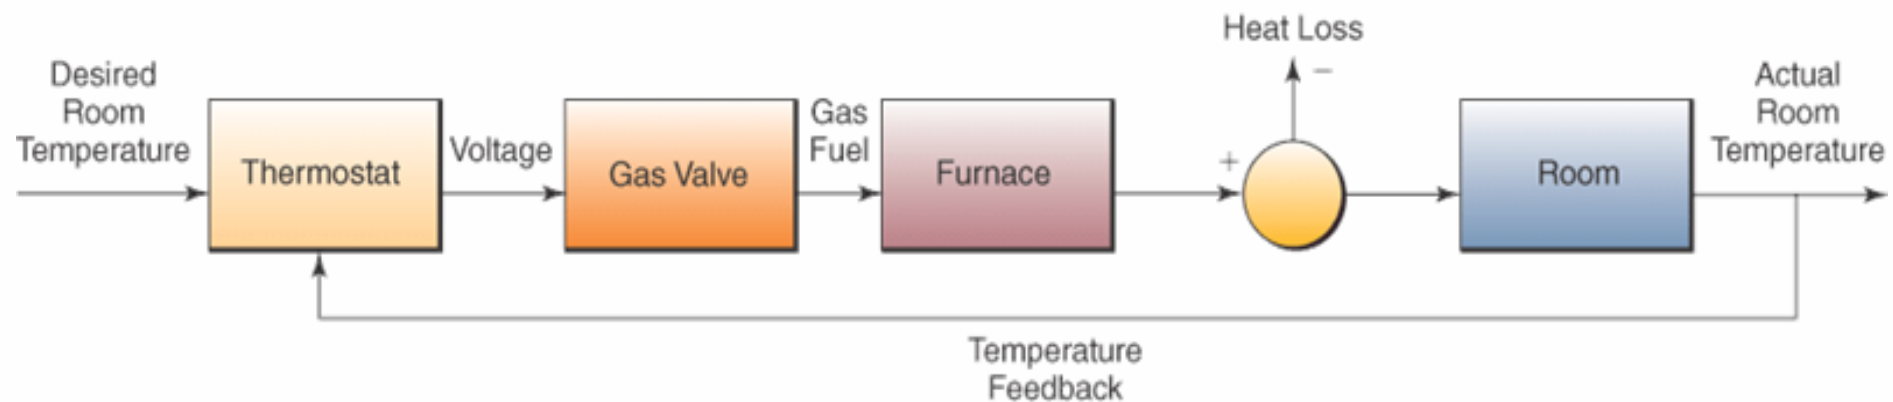 Desired
Room
Temperature
Thermostat
Voltage
Gas Valve
Gas
Fuel
Furnace
Heat Loss
−
+
Room
Actual
Room
Temperature
Temperature
Feedback